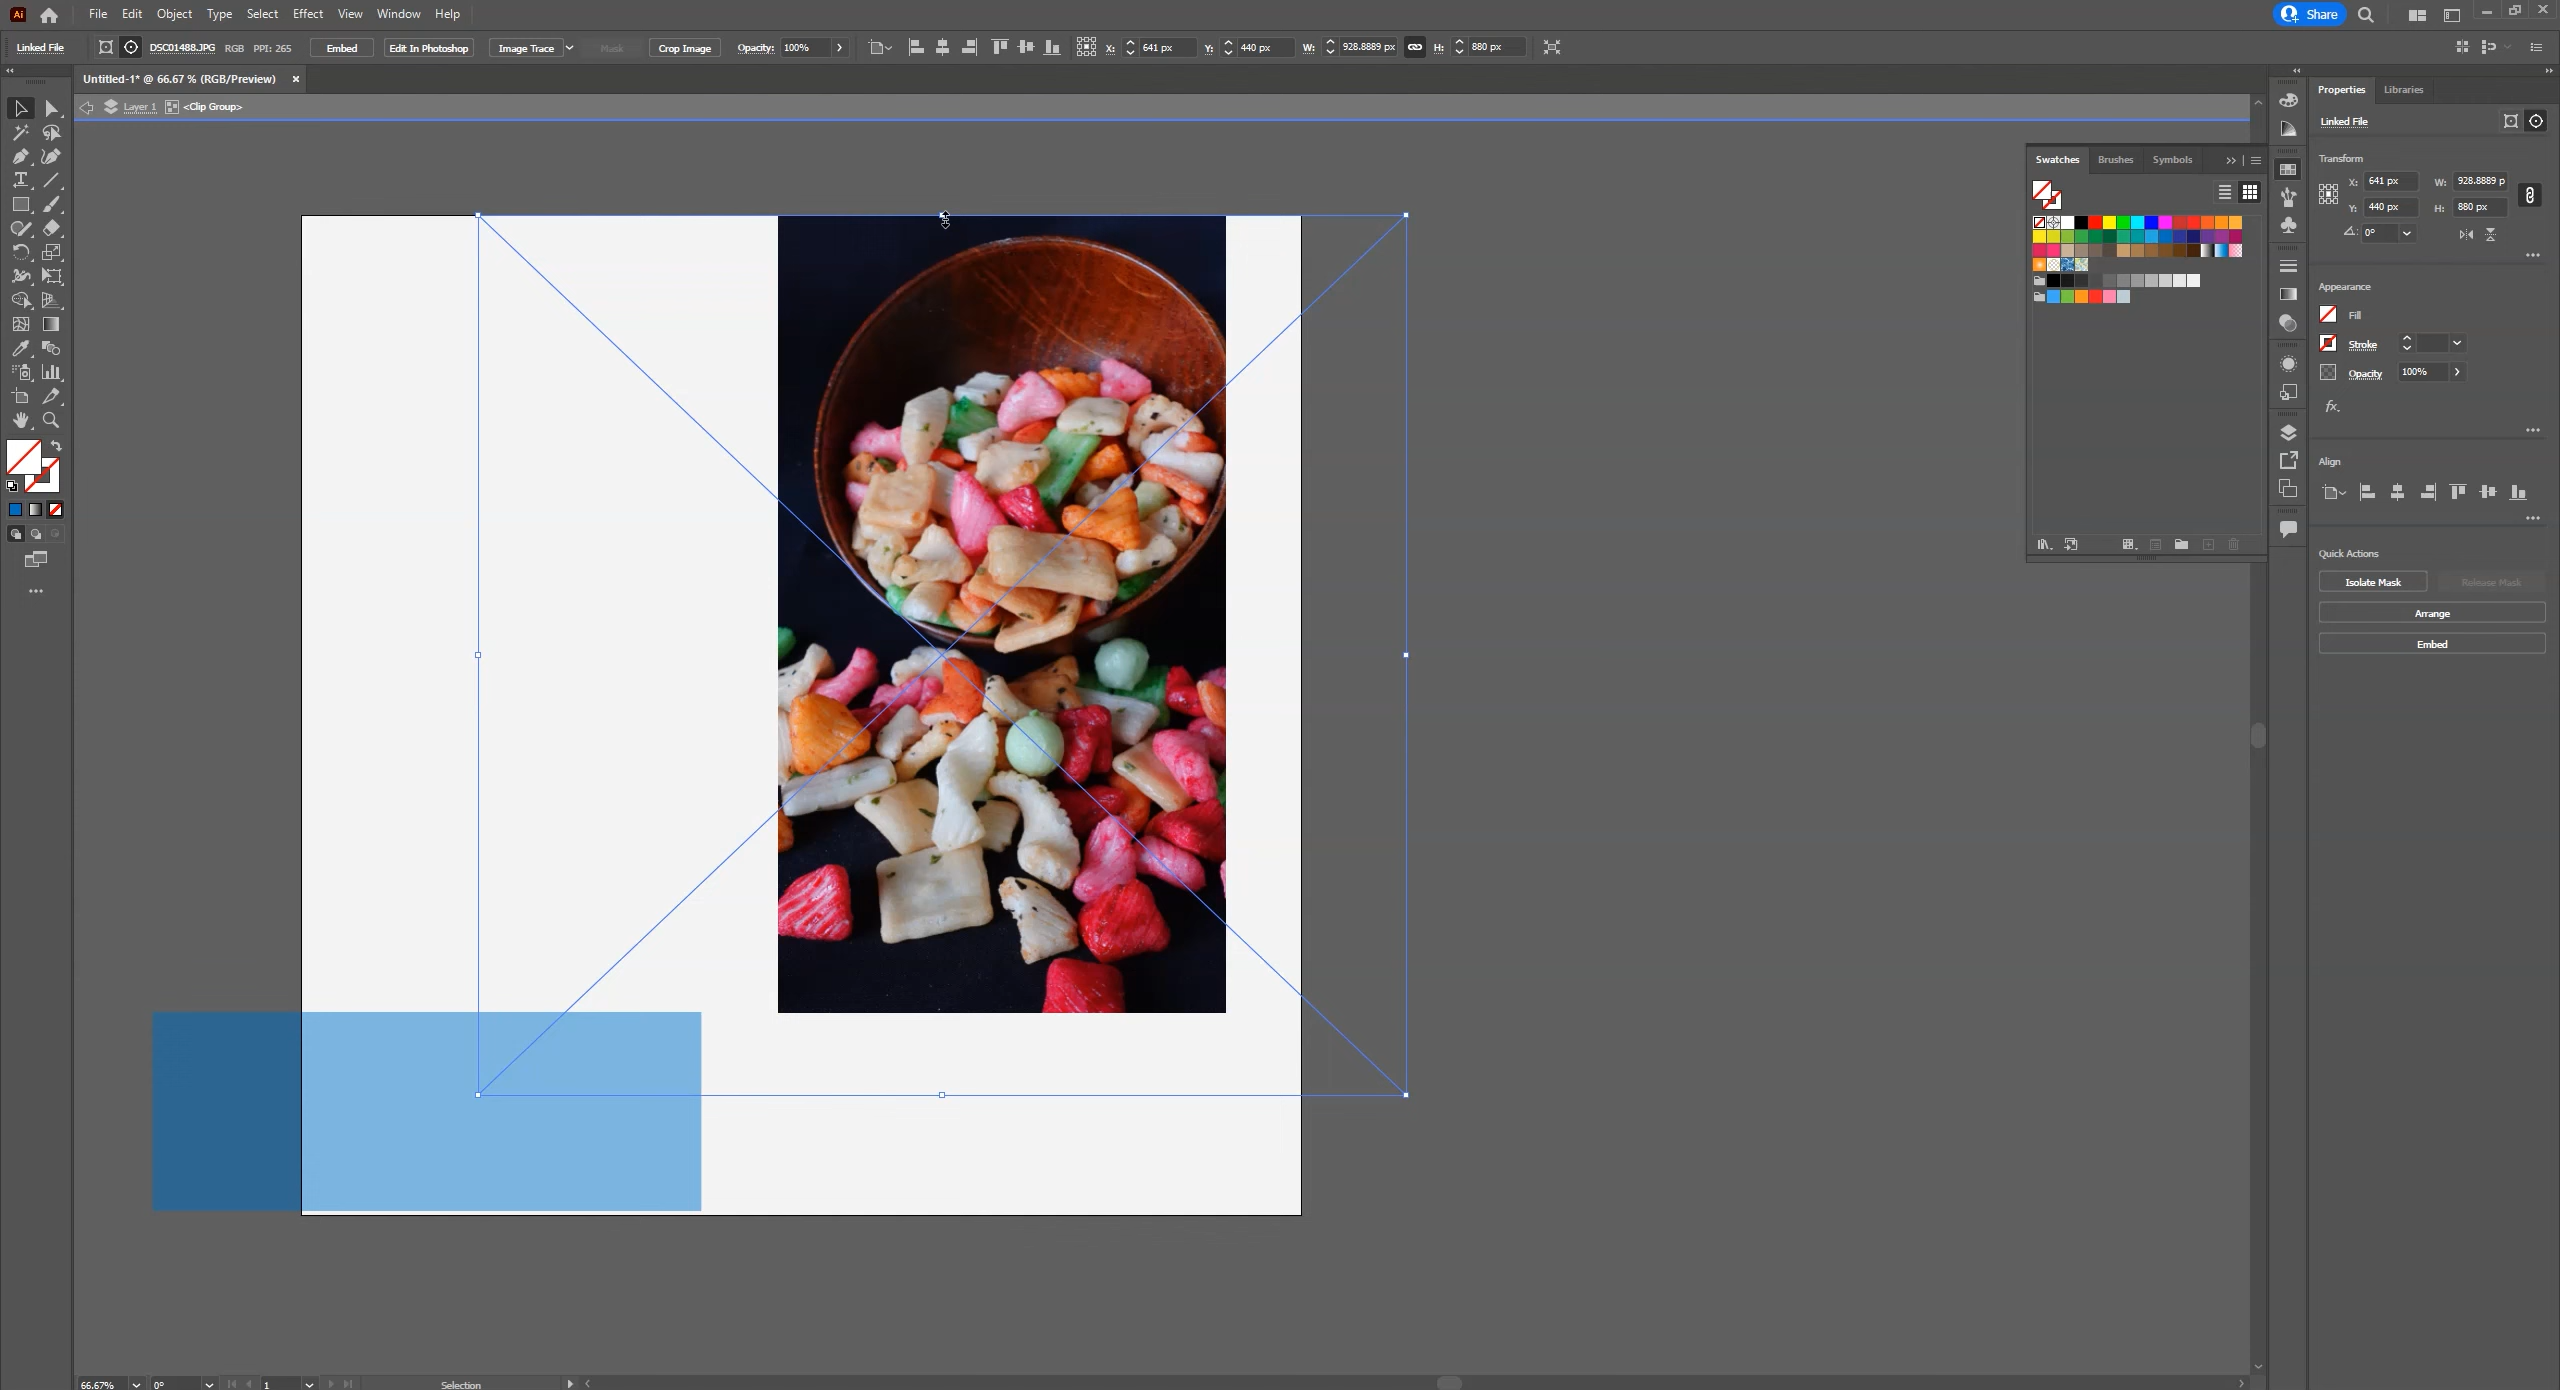 Ai File Edit Object Type Select Effect View Window Help Share
Linked File DSC01488.JPG RGB PPI: 265 Embed Edit In Photoshop Image Trace Mask Crop Image Opacity: 100% X: 641 px Y: 440 px W: 928.8889 px H: 880 px
Untitled-1* @ 66.67 % (RGB/Preview) ×
Layer 1 <Clip Group>
Swatches Brushes Symbols
Properties Libraries
Linked File
Transform
X: 641 px W: 928.8889 p
Y: 440 px H: 880 px
0°
Appearance
Fill
Stroke
Opacity 100%
fx.
Align
Quick Actions
Isolate Mask Release Mask
Arrange
Embed
66.67% 0° 1 Selection